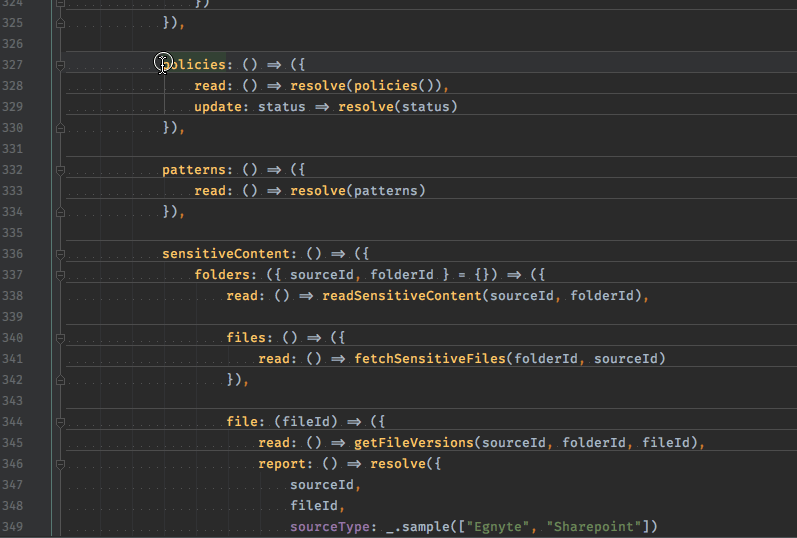 324 })
325 }),
326
327 policies: () => ({
328 read: () => resolve(policies()),
329 update: status => resolve(status)
330 }),
331
332 patterns: () => ({
333 read: () => resolve(patterns)
334 }),
335
336 sensitiveContent: () => ({
337 folders: ({ sourceId, folderId } = {}) => ({
338 read: () => readSensitiveContent(sourceId, folderId),
339
340 files: () => ({
341 read: () => fetchSensitiveFiles(folderId, sourceId)
342 }),
343
344 file: (fileId) => ({
345 read: () => getFileVersions(sourceId, folderId, fileId),
346 report: () => resolve({
347 sourceId,
348 fileId,
349 sourceType: _.sample(["Egnyte", "Sharepoint"])